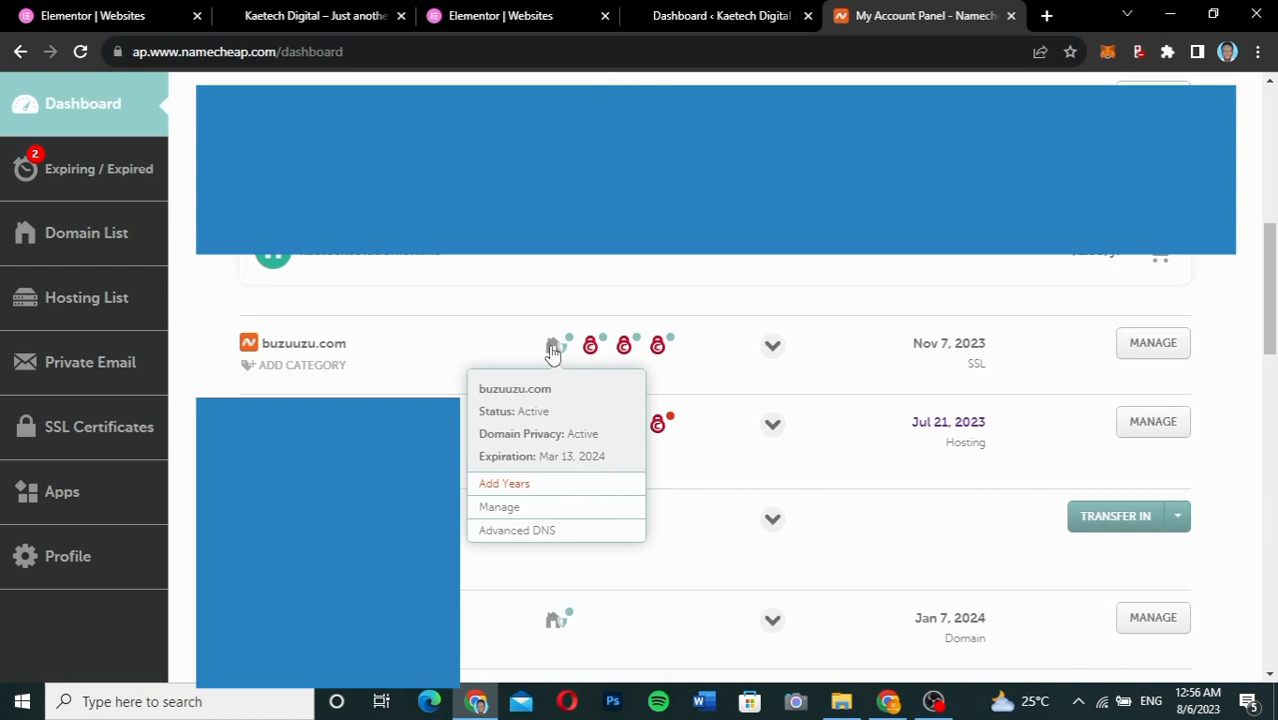 Elementor | Websites
Kaetech Digital – Just anothe
Elementor | Websites
Dashboard ‹ Kaetech Digital
My Account Panel - Namech
ap.www.namecheap.com/dashboard
Dashboard
2
Expiring / Expired
Domain List
Hosting List
Private Email
SSL Certificates
Apps
Profile
buzuuzu.com
Nov 7, 2023
MANAGE
ADD CATEGORY
SSL
buzuuzu.com
Status: Active
Domain Privacy: Active
Expiration: Mar 13, 2024
Add Years
Manage
Advanced DNS
Jul 21, 2023
MANAGE
Hosting
TRANSFER IN
Jan 7, 2024
MANAGE
Domain
Type here to search
25°C
ENG
12:56 AM
8/6/2023
5